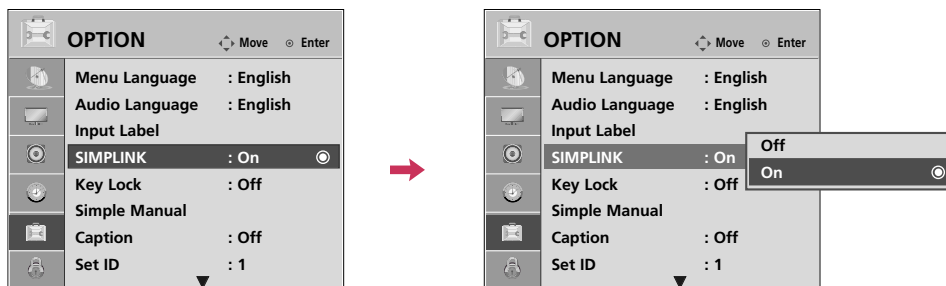 OPTION
Move
Enter
Menu Language : English
Audio Language : English
Input Label
SIMPLINK : On
Key Lock : Off
Simple Manual
Caption : Off
Set ID : 1
OPTION
Move
Enter
Menu Language : English
Audio Language : English
Input Label
SIMPLINK : On
Key Lock : Off
Simple Manual
Caption : Off
Set ID : 1
Off
On